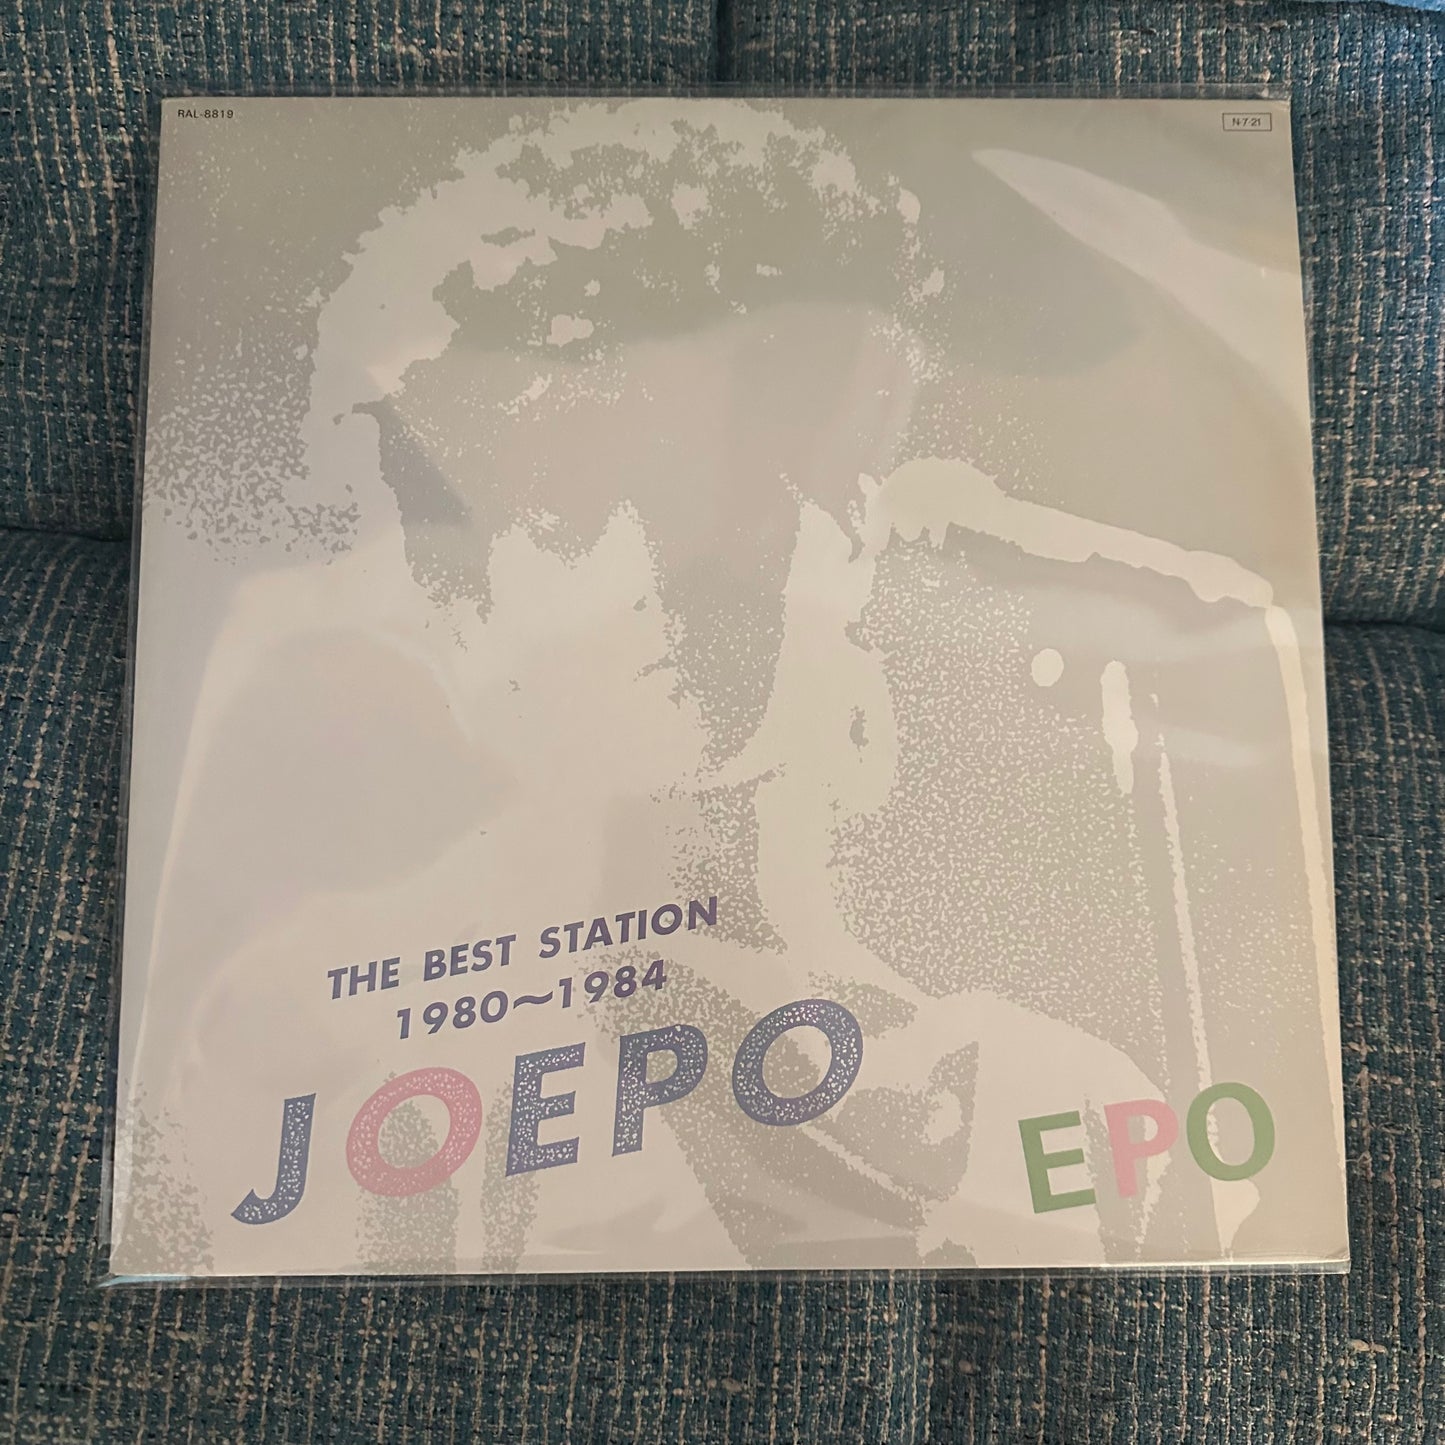 RAL-8819
N-7·21
THE BEST STATION
1980〜1984
JOEPO
EPO